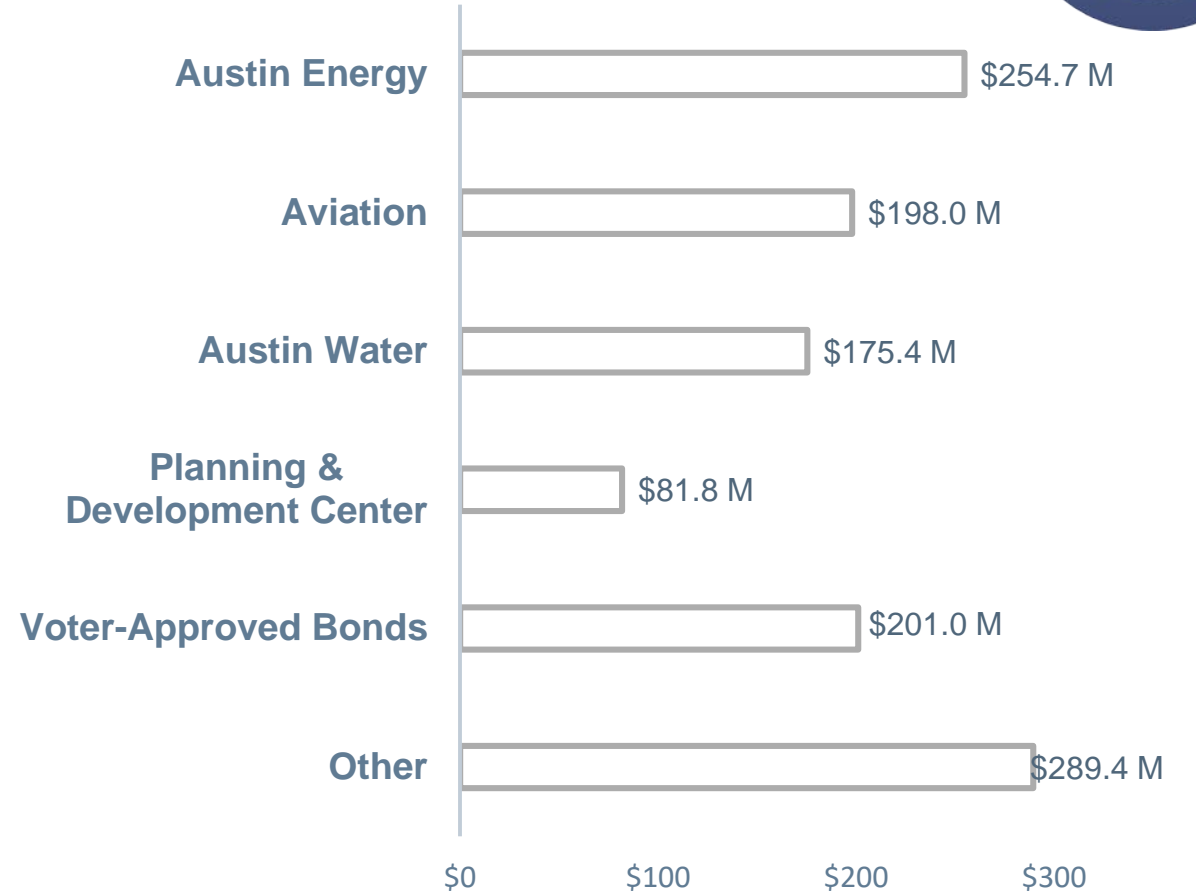 Austin Energy
$254.7 M
Aviation
$198.0 M
Austin Water
$175.4 M
Planning &
Development Center
$81.8 M
Voter-Approved Bonds
$201.0 M
Other
$289.4 M
$0 $100 $200 $300